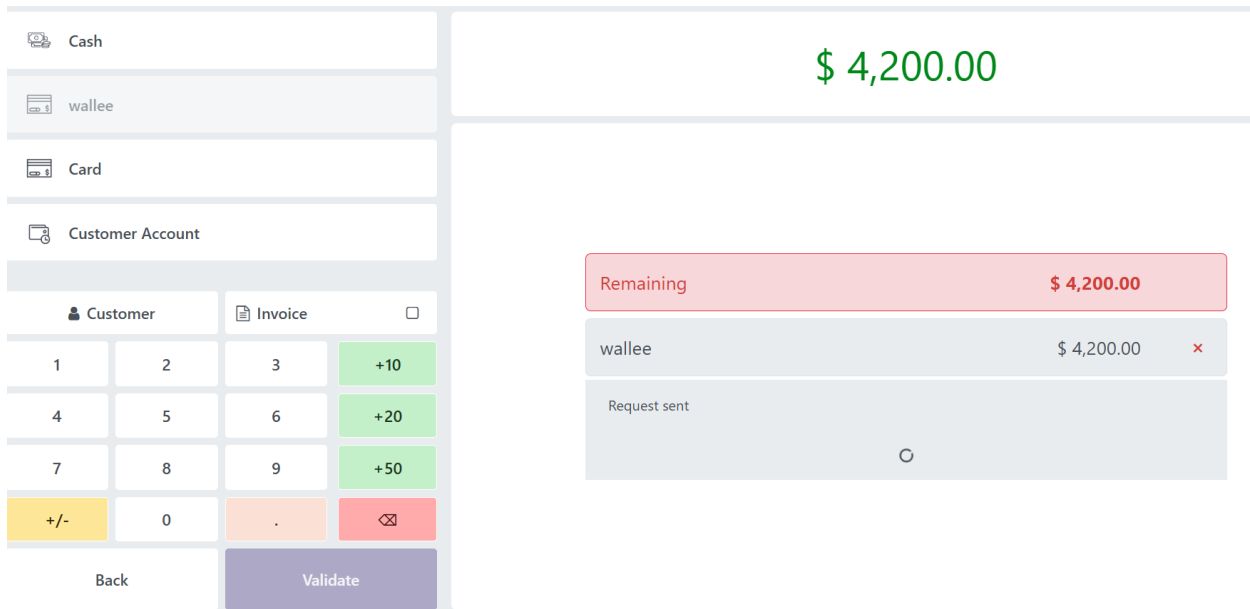 Cash
wallee
Card
Customer Account
Customer
Invoice
1 2 3 +10
4 5 6 +20
7 8 9 +50
+/- 0 . ⌫
Back
Validate
$ 4,200.00
Remaining $ 4,200.00
wallee $ 4,200.00 ×
Request sent